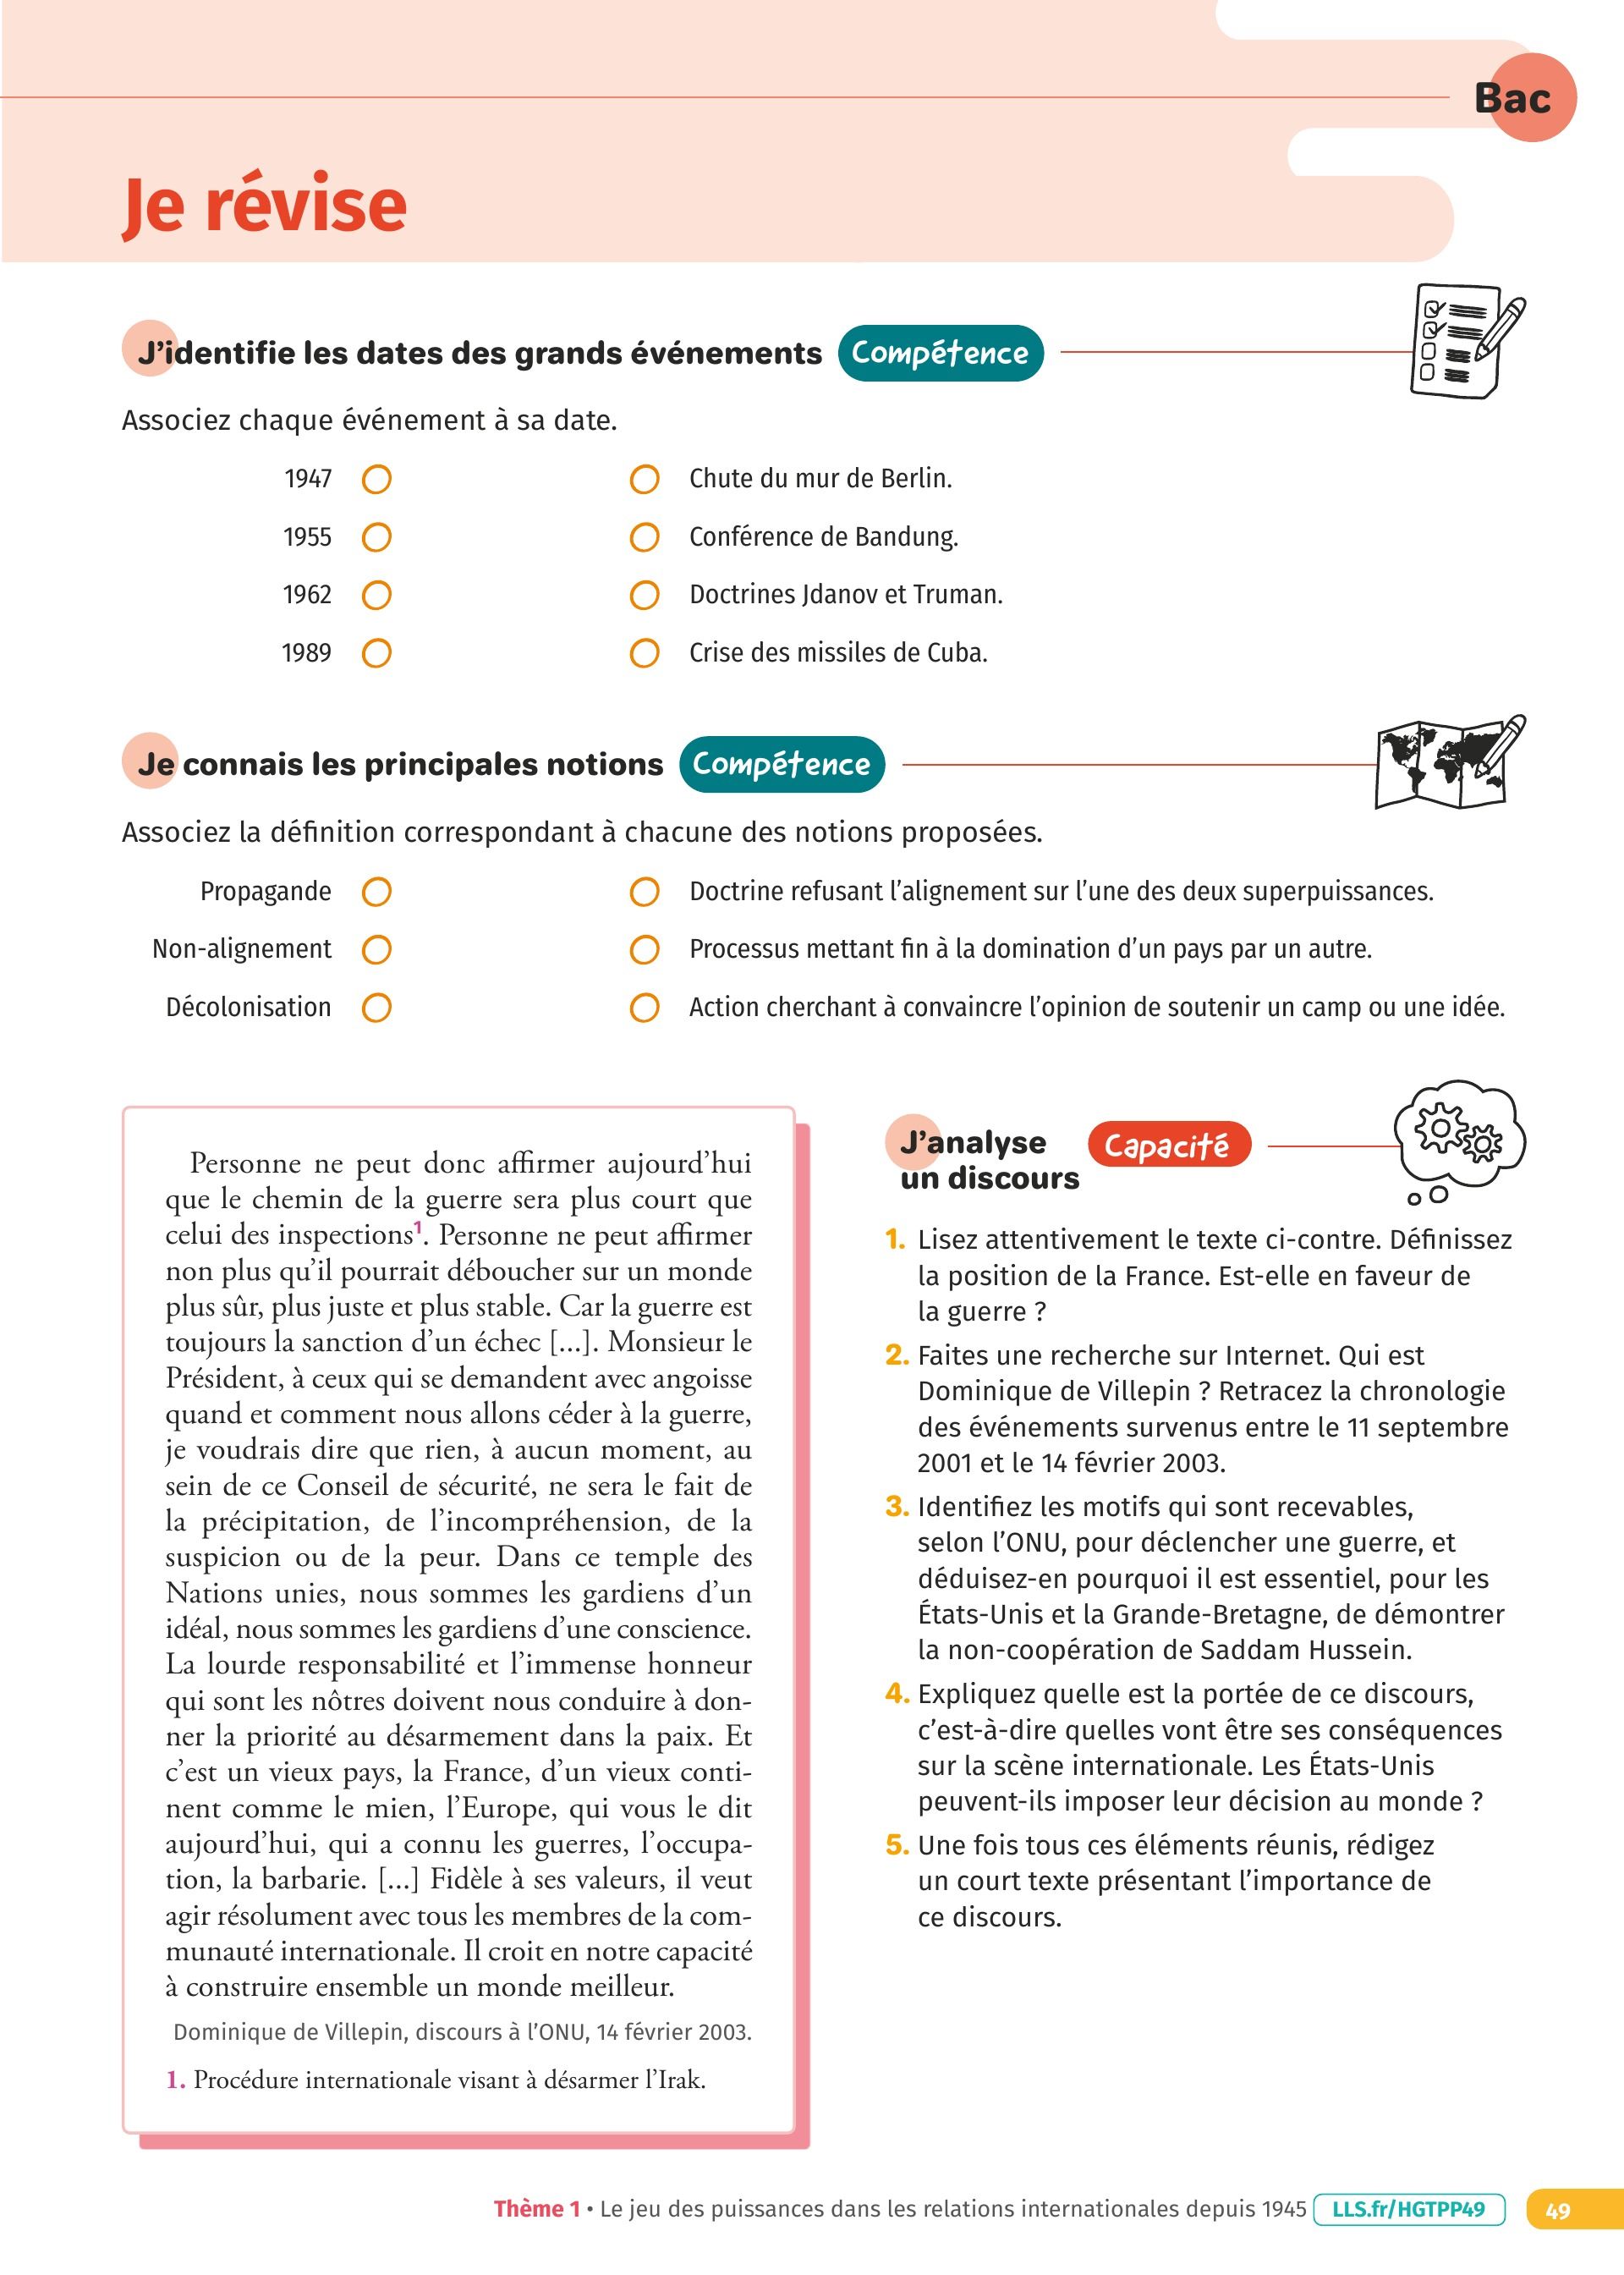 Bac
Je révise
J’identifie les dates des grands événements Compétence
Associez chaque événement à sa date.
1947 Chute du mur de Berlin.
1955 Conférence de Bandung.
1962 Doctrines Jdanov et Truman.
1989 Crise des missiles de Cuba.
Je connais les principales notions Compétence
Associez la définition correspondant à chacune des notions proposées.
Propagande Doctrine refusant l’alignement sur l’une des deux superpuissances.
Non-alignement Processus mettant fin à la domination d’un pays par un autre.
Décolonisation Action cherchant à convaincre l’opinion de soutenir un camp ou une idée.
Personne ne peut donc affirmer aujourd’hui
que le chemin de la guerre sera plus court que
celui des inspections¹. Personne ne peut affirmer
non plus qu’il pourrait déboucher sur un monde
plus sûr, plus juste et plus stable. Car la guerre est
toujours la sanction d’un échec [...]. Monsieur le
Président, à ceux qui se demandent avec angoisse
quand et comment nous allons céder à la guerre,
je voudrais dire que rien, à aucun moment, au
sein de ce Conseil de sécurité, ne sera le fait de
la précipitation, de l’incompréhension, de la
suspicion ou de la peur. Dans ce temple des
Nations unies, nous sommes les gardiens d’un
idéal, nous sommes les gardiens d’une conscience.
La lourde responsabilité et l’immense honneur
qui sont les nôtres doivent nous conduire à don-
ner la priorité au désarmement dans la paix. Et
c’est un vieux pays, la France, d’un vieux conti-
nent comme le mien, l’Europe, qui vous le dit
aujourd’hui, qui a connu les guerres, l’occupa-
tion, la barbarie. [...] Fidèle à ses valeurs, il veut
agir résolument avec tous les membres de la com-
munauté internationale. Il croit en notre capacité
à construire ensemble un monde meilleur.
Dominique de Villepin, discours à l’ONU, 14 février 2003.
1. Procédure internationale visant à désarmer l’Irak.
J’analyse
un discours
Capacité
1. Lisez attentivement le texte ci-contre. Définissez
la position de la France. Est-elle en faveur de
la guerre ?
2. Faites une recherche sur Internet. Qui est
Dominique de Villepin ? Retracez la chronologie
des événements survenus entre le 11 septembre
2001 et le 14 février 2003.
3. Identifiez les motifs qui sont recevables,
selon l’ONU, pour déclencher une guerre, et
déduisez-en pourquoi il est essentiel, pour les
États-Unis et la Grande-Bretagne, de démontrer
la non-coopération de Saddam Hussein.
4. Expliquez quelle est la portée de ce discours,
c’est-à-dire quelles vont être ses conséquences
sur la scène internationale. Les États-Unis
peuvent-ils imposer leur décision au monde ?
5. Une fois tous ces éléments réunis, rédigez
un court texte présentant l’importance de
ce discours.
Thème 1 • Le jeu des puissances dans les relations internationales depuis 1945 LLS.fr/HGTPP49 49